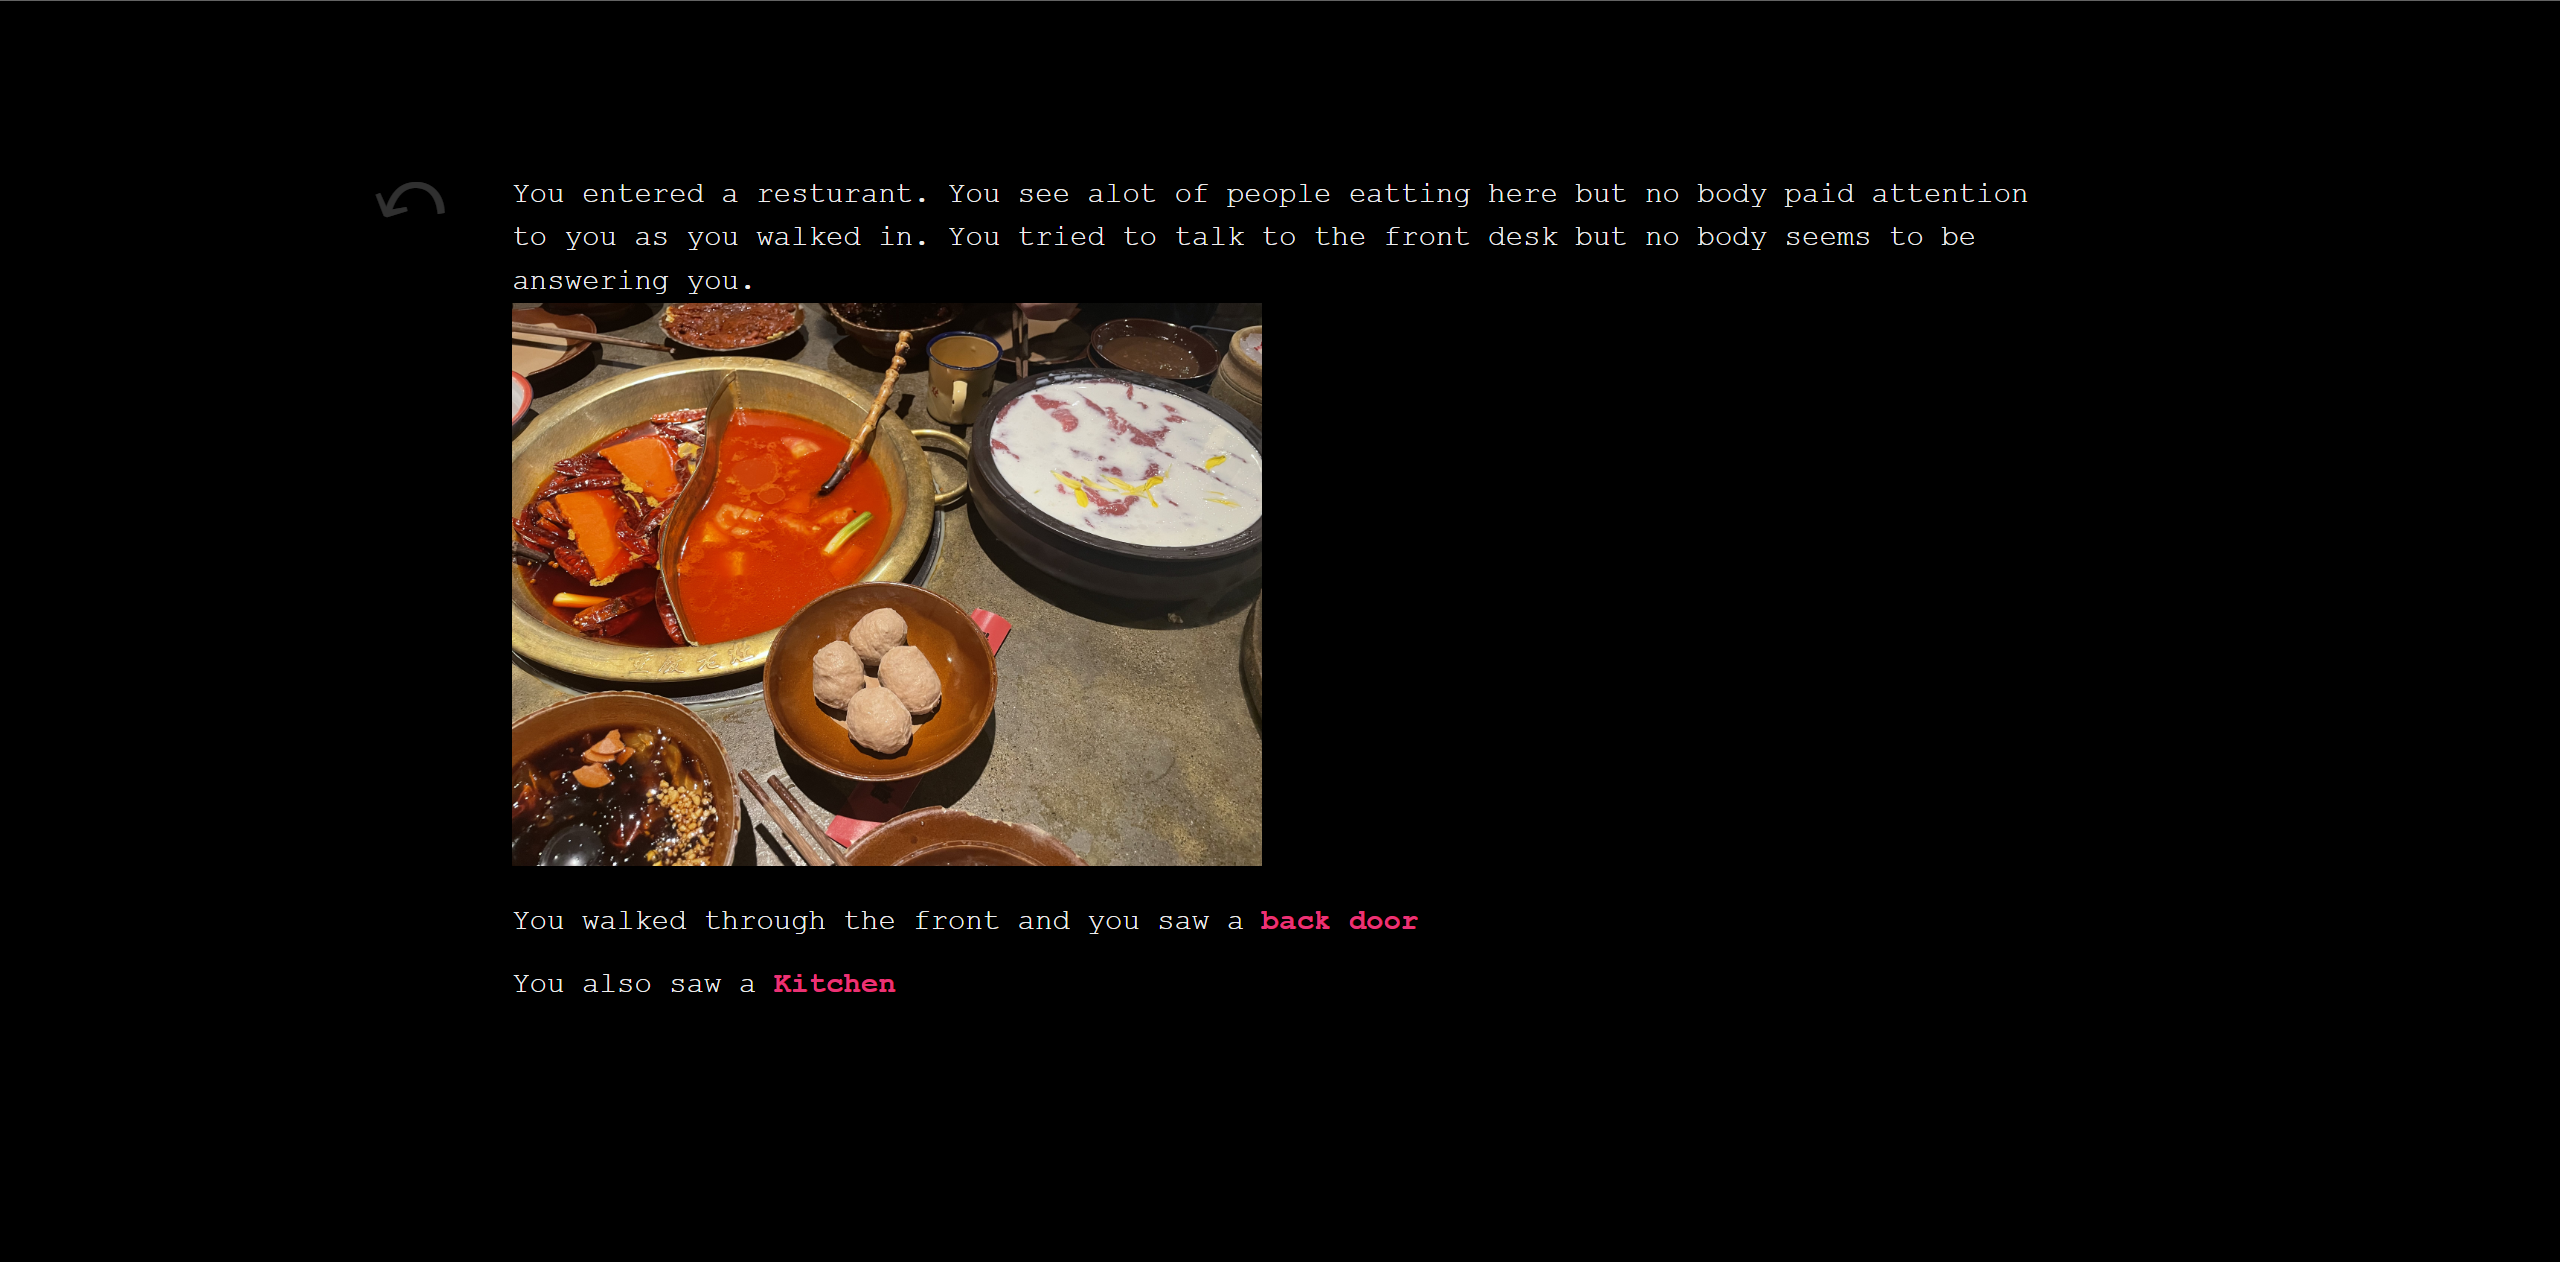 You entered a resturant. You see alot of people eatting here but no body paid attention
to you as you walked in. You tried to talk to the front desk but no body seems to be
answering you.
You walked through the front and you saw a back door
You also saw a Kitchen